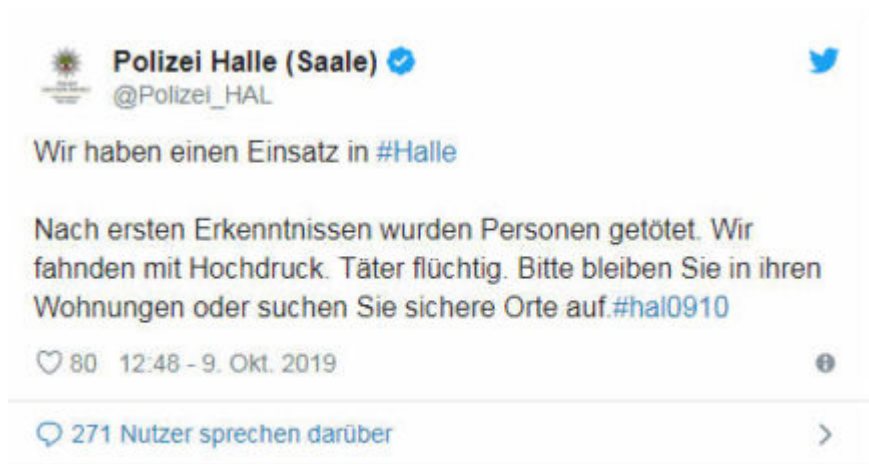 Polizei Halle (Saale)
@Polizei_HAL
Wir haben einen Einsatz in #Halle
Nach ersten Erkenntnissen wurden Personen getötet. Wir
fahnden mit Hochdruck. Täter flüchtig. Bitte bleiben Sie in ihren
Wohnungen oder suchen Sie sichere Orte auf.#hal0910
80 12:48 - 9. Okt. 2019
271 Nutzer sprechen darüber